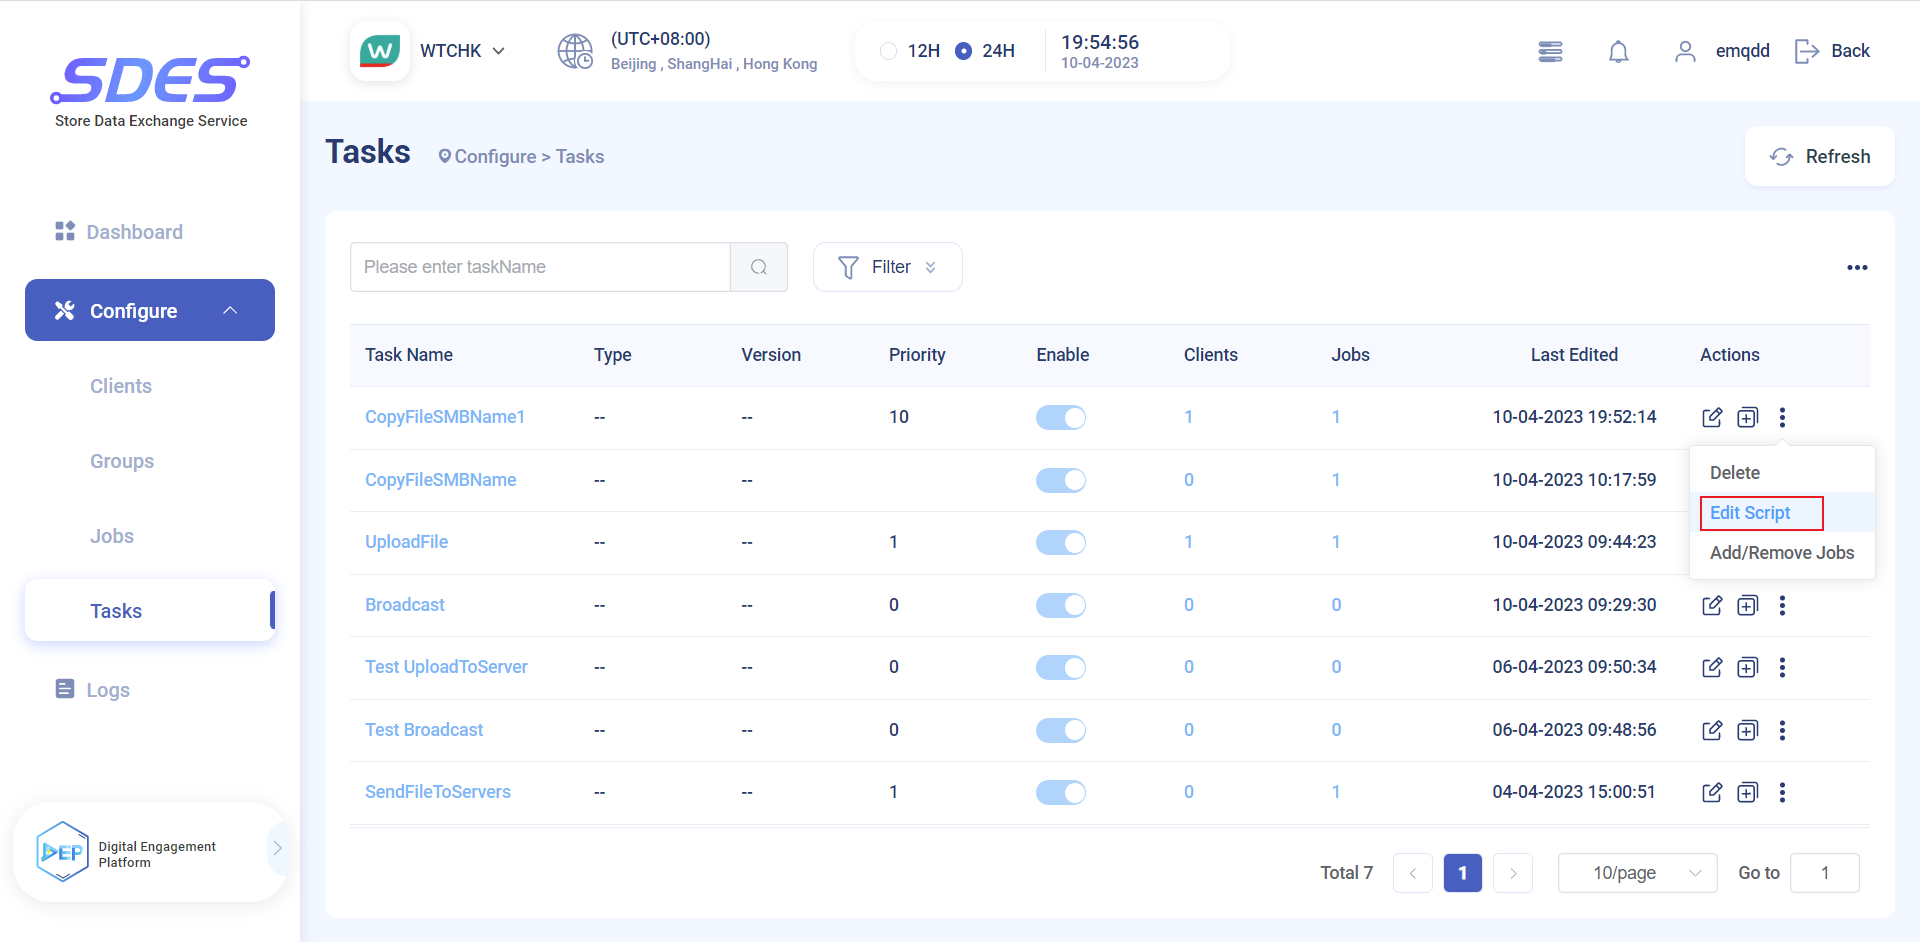 SDES
Store Data Exchange Service
WTCHK
(UTC+08:00)
Beijing , ShangHai , Hong Kong
12H
24H
19:54:56
10-04-2023
emqdd
Back
Tasks
Configure > Tasks
Refresh
Dashboard
Configure
Clients
Groups
Jobs
Tasks
Logs
DEP
Digital Engagement
Platform
Please enter taskName
Filter
Task Name Type Version Priority Enable Clients Jobs Last Edited Actions
CopyFileSMBName1 -- -- 10 1 1 10-04-2023 19:52:14
CopyFileSMBName -- -- 0 1 10-04-2023 10:17:59
UploadFile -- -- 1 1 1 10-04-2023 09:44:23
Broadcast -- -- 0 0 0 10-04-2023 09:29:30
Test UploadToServer -- -- 0 0 0 06-04-2023 09:50:34
Test Broadcast -- -- 0 0 0 06-04-2023 09:48:56
SendFileToServers -- -- 1 0 1 04-04-2023 15:00:51
Delete
Edit Script
Add/Remove Jobs
Total 7 < 1 > 10/page Go to 1